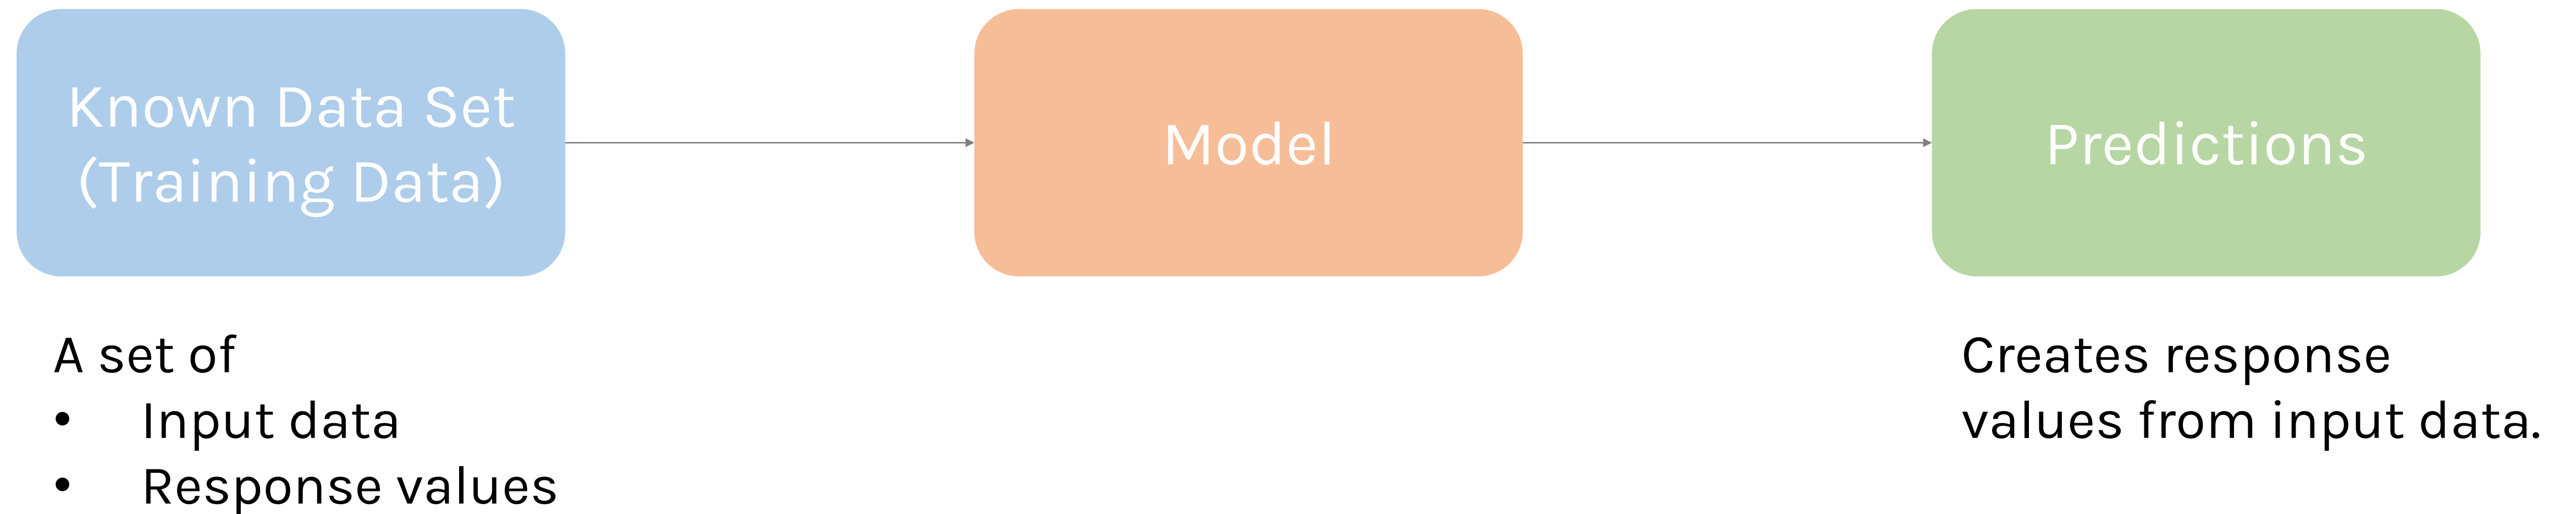 Known Data Set
(Training Data)
Model
Predictions
A set of
• Input data
• Response values
Creates response
values from input data.